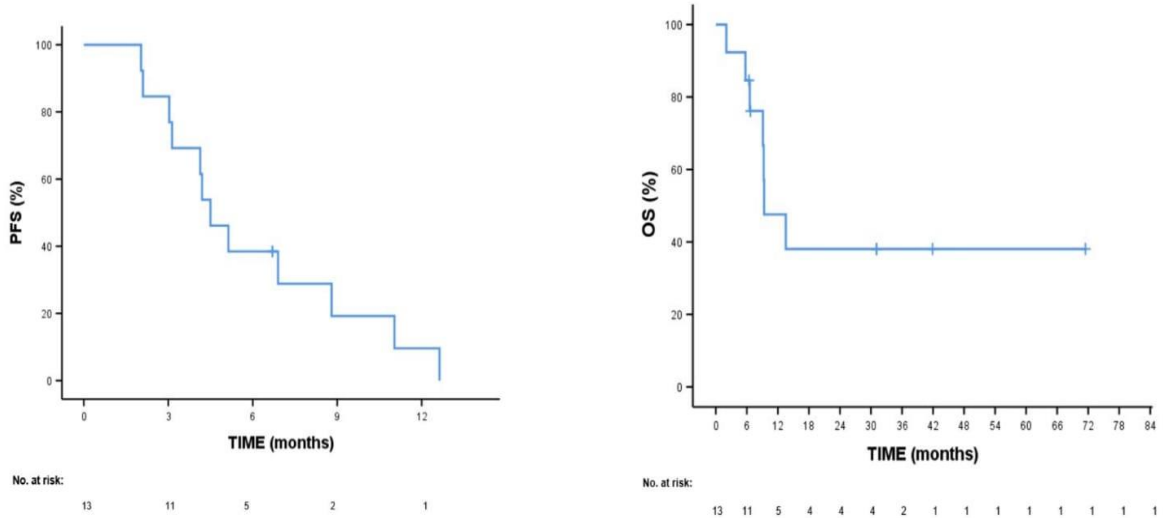 PFS (%)
100
80
60
40
20
0
0 3 6 9 12
TIME (months)
No. at risk:
13 11 5 2 1
OS (%)
100
80
60
40
20
0
0 6 12 18 24 30 36 42 48 54 60 66 72 78 84
TIME (months)
No. at risk:
13 11 5 4 4 4 2 1 1 1 1 1 1 1 1